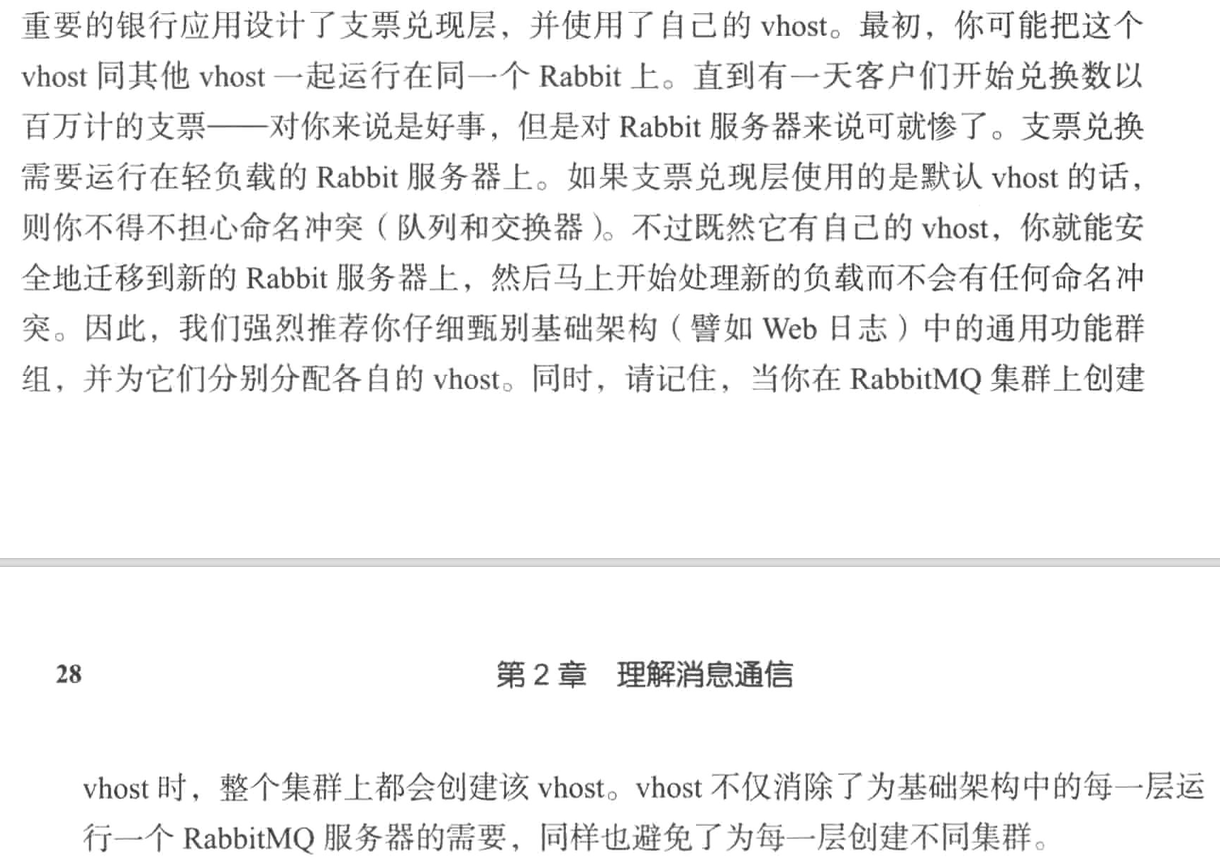 重要的银行应用设计了支票兑现层，并使用了自己的 vhost。最初，你可能把这个
vhost 同其他 vhost 一起运行在同一个 Rabbit 上。直到有一天客户们开始兑换数以
百万计的支票——对你来说是好事，但是对 Rabbit 服务器来说可就惨了。支票兑换
需要运行在轻负载的 Rabbit 服务器上。如果支票兑现层使用的是默认 vhost 的话，
则你不得不担心命名冲突（队列和交换器）。不过既然它有自己的 vhost，你就能安
全地迁移到新的 Rabbit 服务器上，然后马上开始处理新的负载而不会有任何命名冲
突。因此，我们强烈推荐你仔细甄别基础架构（譬如 Web 日志）中的通用功能群
组，并为它们分别分配各自的 vhost。同时，请记住，当你在 RabbitMQ 集群上创建
28 第 2 章 理解消息通信
vhost 时，整个集群上都会创建该 vhost。vhost 不仅消除了为基础架构中的每一层运
行一个 RabbitMQ 服务器的需要，同样也避免了为每一层创建不同集群。